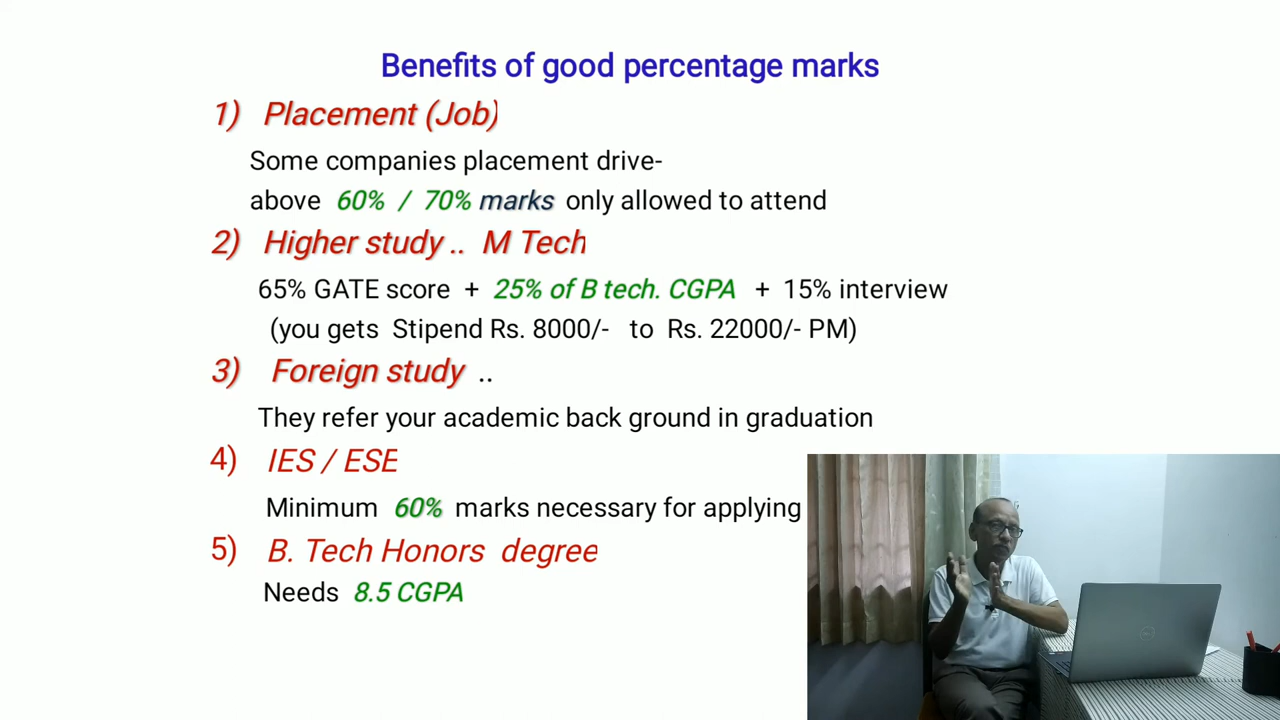 Benefits of good percentage marks
1) Placement (Job)
Some companies placement drive-
above 60% / 70% marks only allowed to attend
2) Higher study .. M Tech
65% GATE score + 25% of B tech. CGPA + 15% interview
(you gets Stipend Rs. 8000/- to Rs. 22000/- PM)
3) Foreign study ..
They refer your academic back ground in graduation
4) IES / ESE
Minimum 60% marks necessary for applying
5) B. Tech Honors degree
Needs 8.5 CGPA